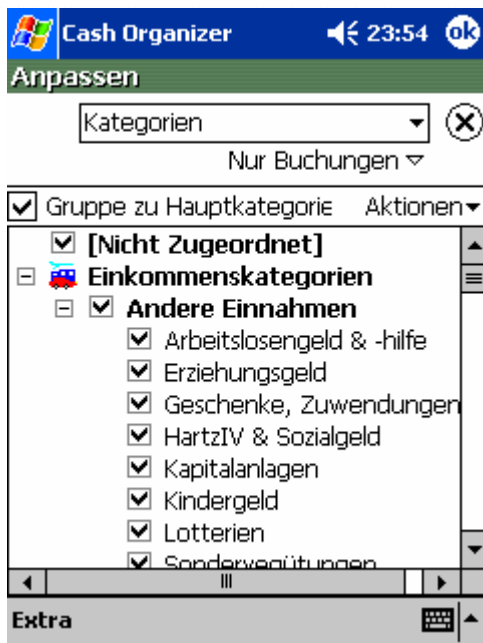 Cash Organizer 23:54 ok
Anpassen
Kategorien
Nur Buchungen
Gruppe zu Hauptkategorie Aktionen
[Nicht Zugeordnet]
Einkommenskategorien
Andere Einnahmen
Arbeitslosengeld & -hilfe
Erziehungsgeld
Geschenke, Zuwendungen
HartzIV & Sozialgeld
Kapitalanlagen
Kindergeld
Lotterien
Sondervegütungen
Extra